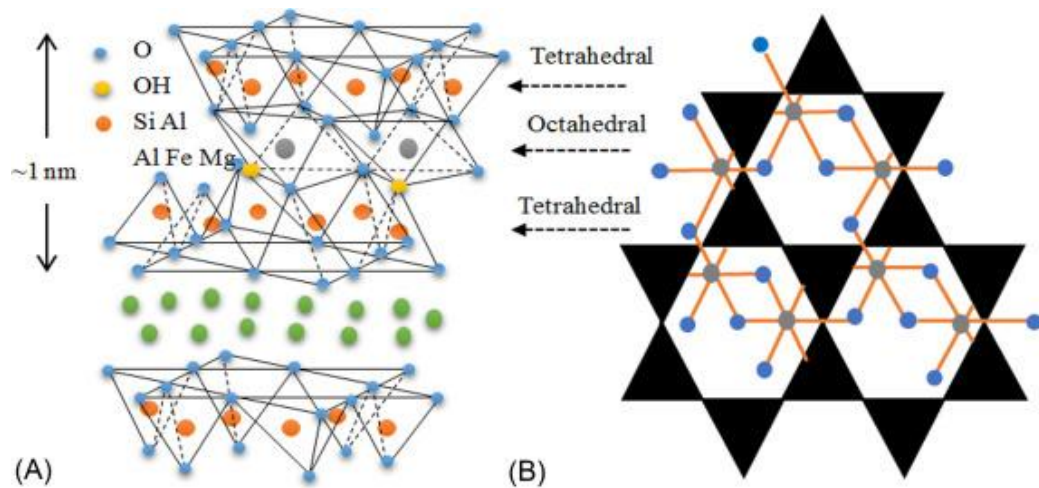 O
OH
Si Al
Al Fe Mg
~1 nm
Tetrahedral
Octahedral
Tetrahedral
(A)
(B)